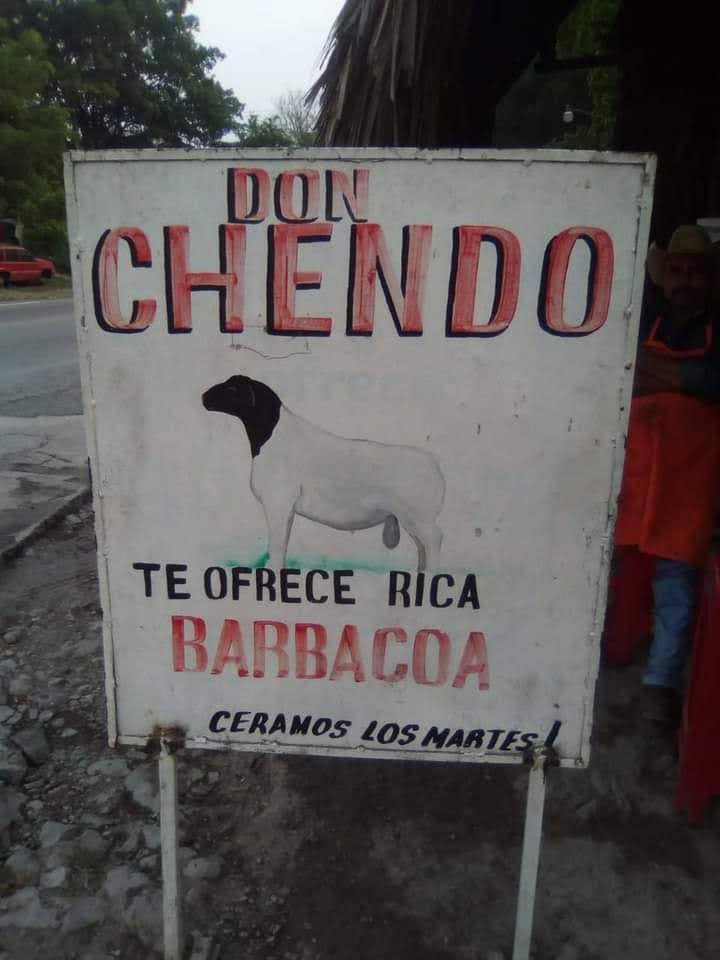 DON
CHENDO
TE OFRECE RICA
BARBACOA
CERAMOS LOS MARTES!